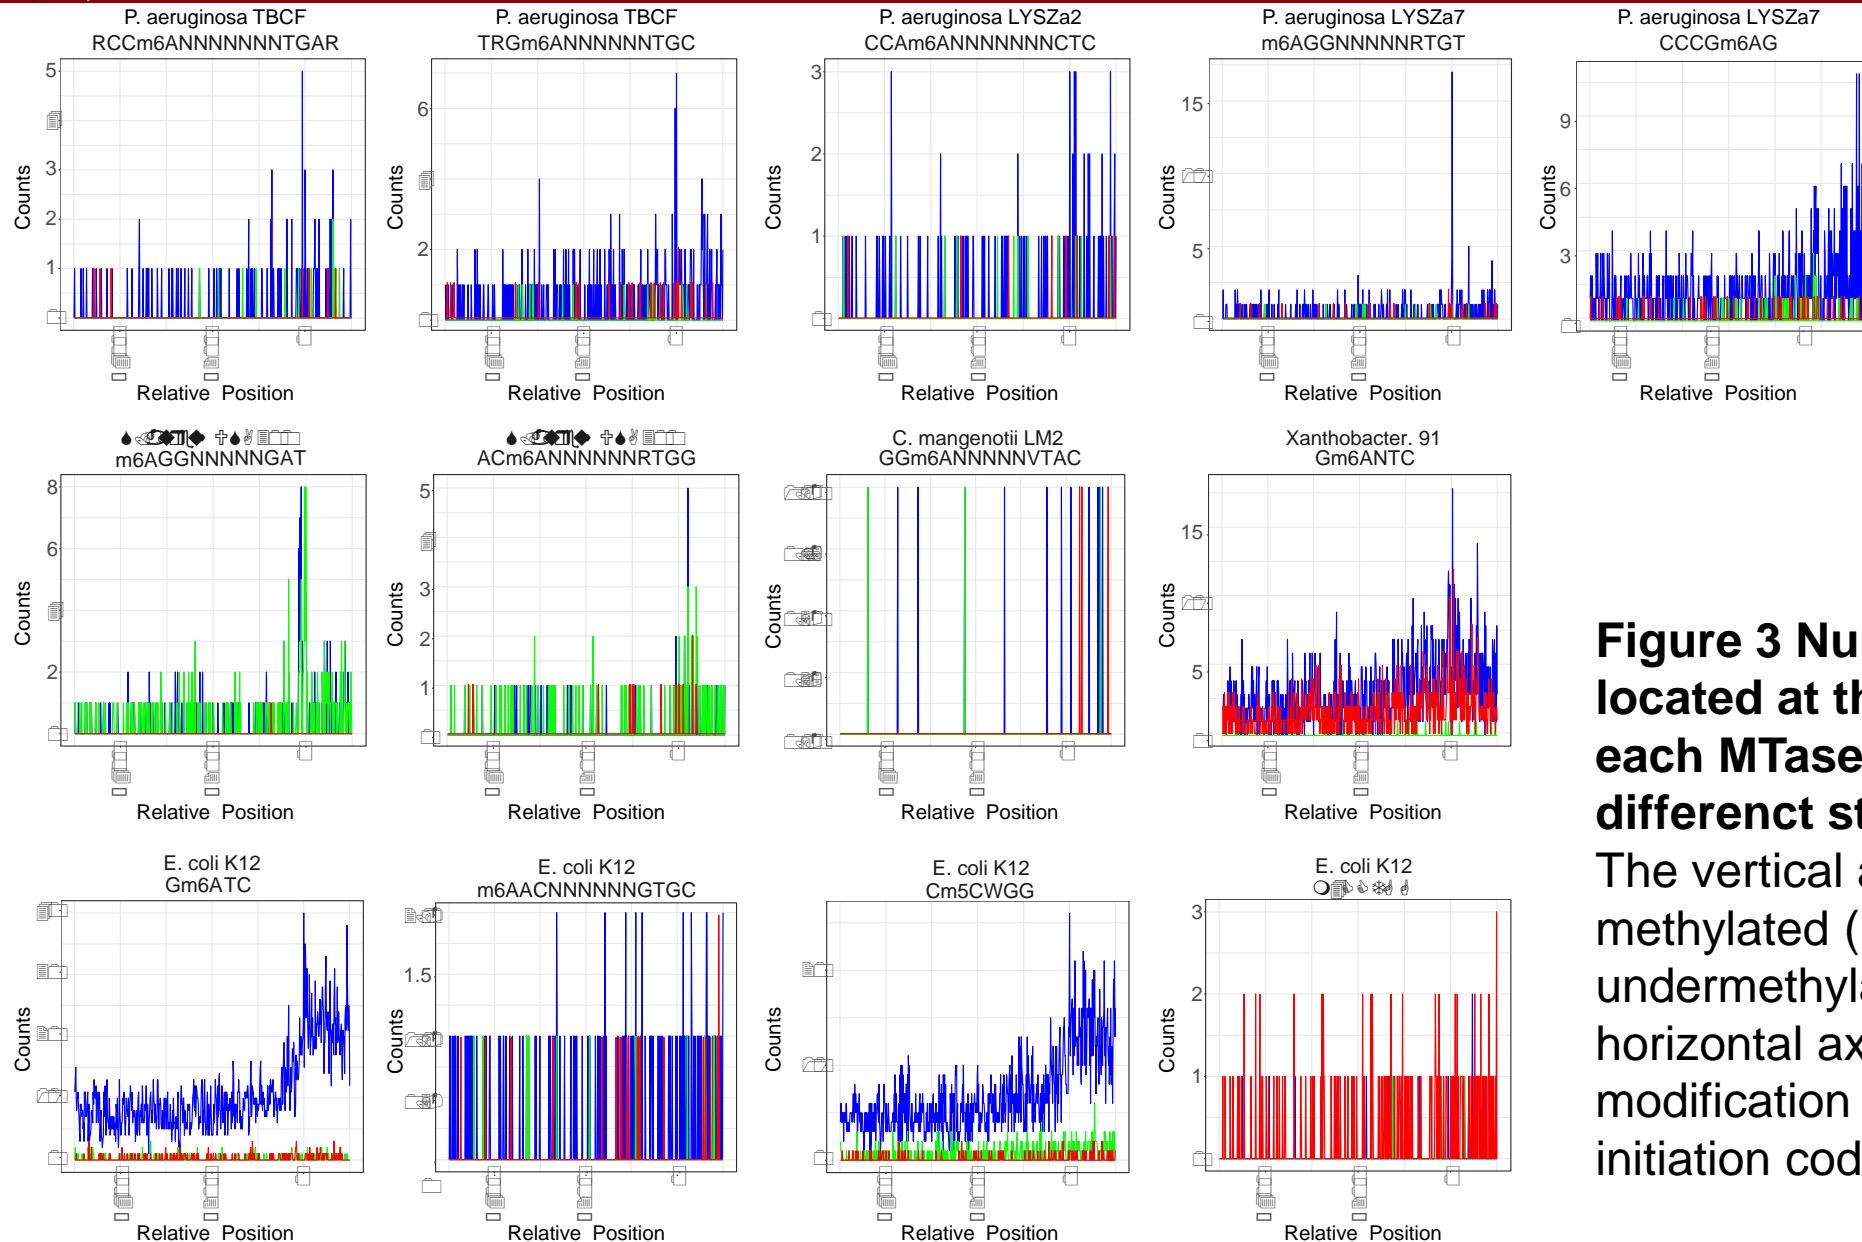 P. aeruginosa TBCF
RCCm6ANNNNNNNTGAR
5
3
2
1
Counts
Relative Position
P. aeruginosa TBCF
TRGm6ANNNNNNTGC
6
2
Counts
Relative Position
P. aeruginosa LYSZa2
CCAm6ANNNNNNNCTC
3
2
1
Counts
Relative Position
P. aeruginosa LYSZa7
m6AGGNNNNNRTGT
15
5
Counts
Relative Position
P. aeruginosa LYSZa7
CCCGm6AG
9
6
3
Counts
Relative Position
m6AGGNNNNNGAT
8
6
2
Counts
Relative Position
ACm6ANNNNNNRTGG
5
3
2
1
Counts
Relative Position
C. mangenotii LM2
GGm6ANNNNNVTAC
Counts
Relative Position
Xanthobacter. 91
Gm6ANTC
15
5
Counts
Relative Position
E. coli K12
Gm6ATC
Counts
Relative Position
E. coli K12
m6AACNNNNNNGTGC
1.5
Counts
Relative Position
E. coli K12
Cm5CWGG
Counts
Relative Position
E. coli K12
3
2
1
Counts
Relative Position
Figure 3 Nu
located at th
each MTase
differenct st
The vertical a
methylated (
undermethyla
horizontal ax
modification
initiation cod